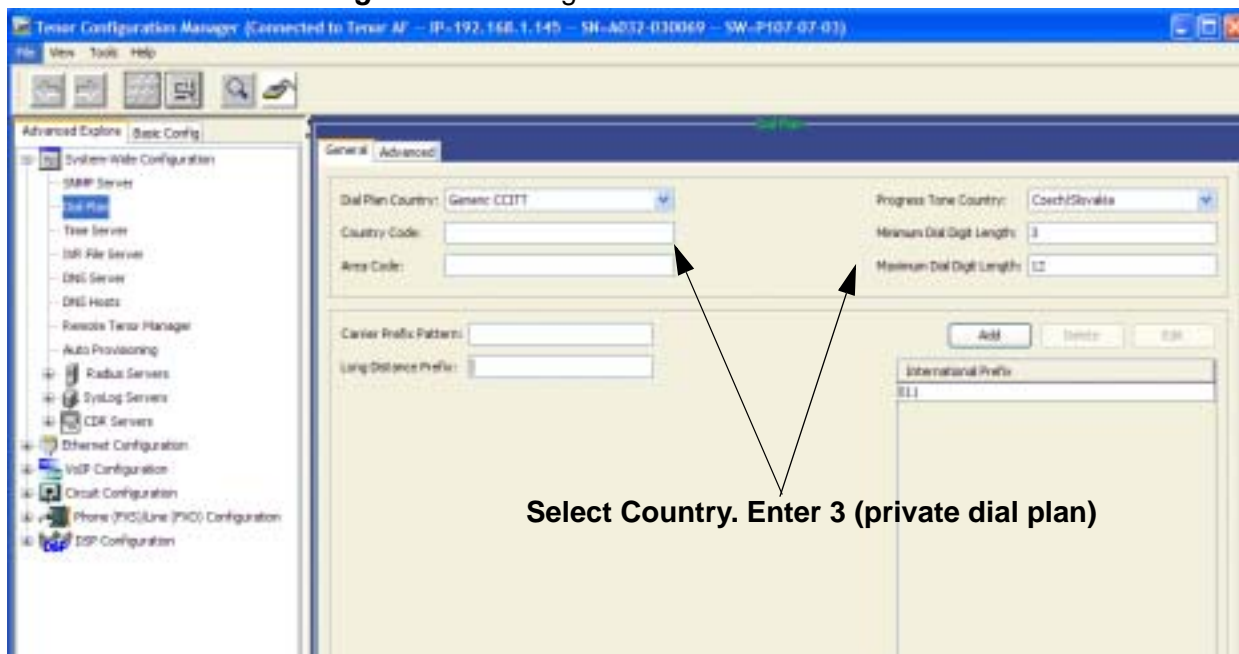 Tenor Configuration Manager (Connected to Tenor AF -- IP-192.168.1.145 -- SN-A032-030069 -- SW-P107-07-03)
File View Tools Help
Advanced Explore Basic Config
Dial Plan
General Advanced
System-Wide Configuration
SNMP Server
Dial Plan
Time Server
IVR File Server
DNS Server
DNS Hosts
Remote Tenor Manager
Auto Provisioning
Radius Servers
SysLog Servers
CDR Servers
Ethernet Configuration
VoIP Configuration
Circuit Configuration
Phone (FXS)/Line (FXO) Configuration
DSP Configuration
Dial Plan Country: Generic CCITT
Progress Tone Country: Czech/Slovakia
Country Code:
Minimum Dial Digit Length: 3
Area Code:
Maximum Dial Digit Length: 12
Carrier Prefix Pattern:
Add Delete Edit
Long Distance Prefix:
International Prefix
011
Select Country. Enter 3 (private dial plan)